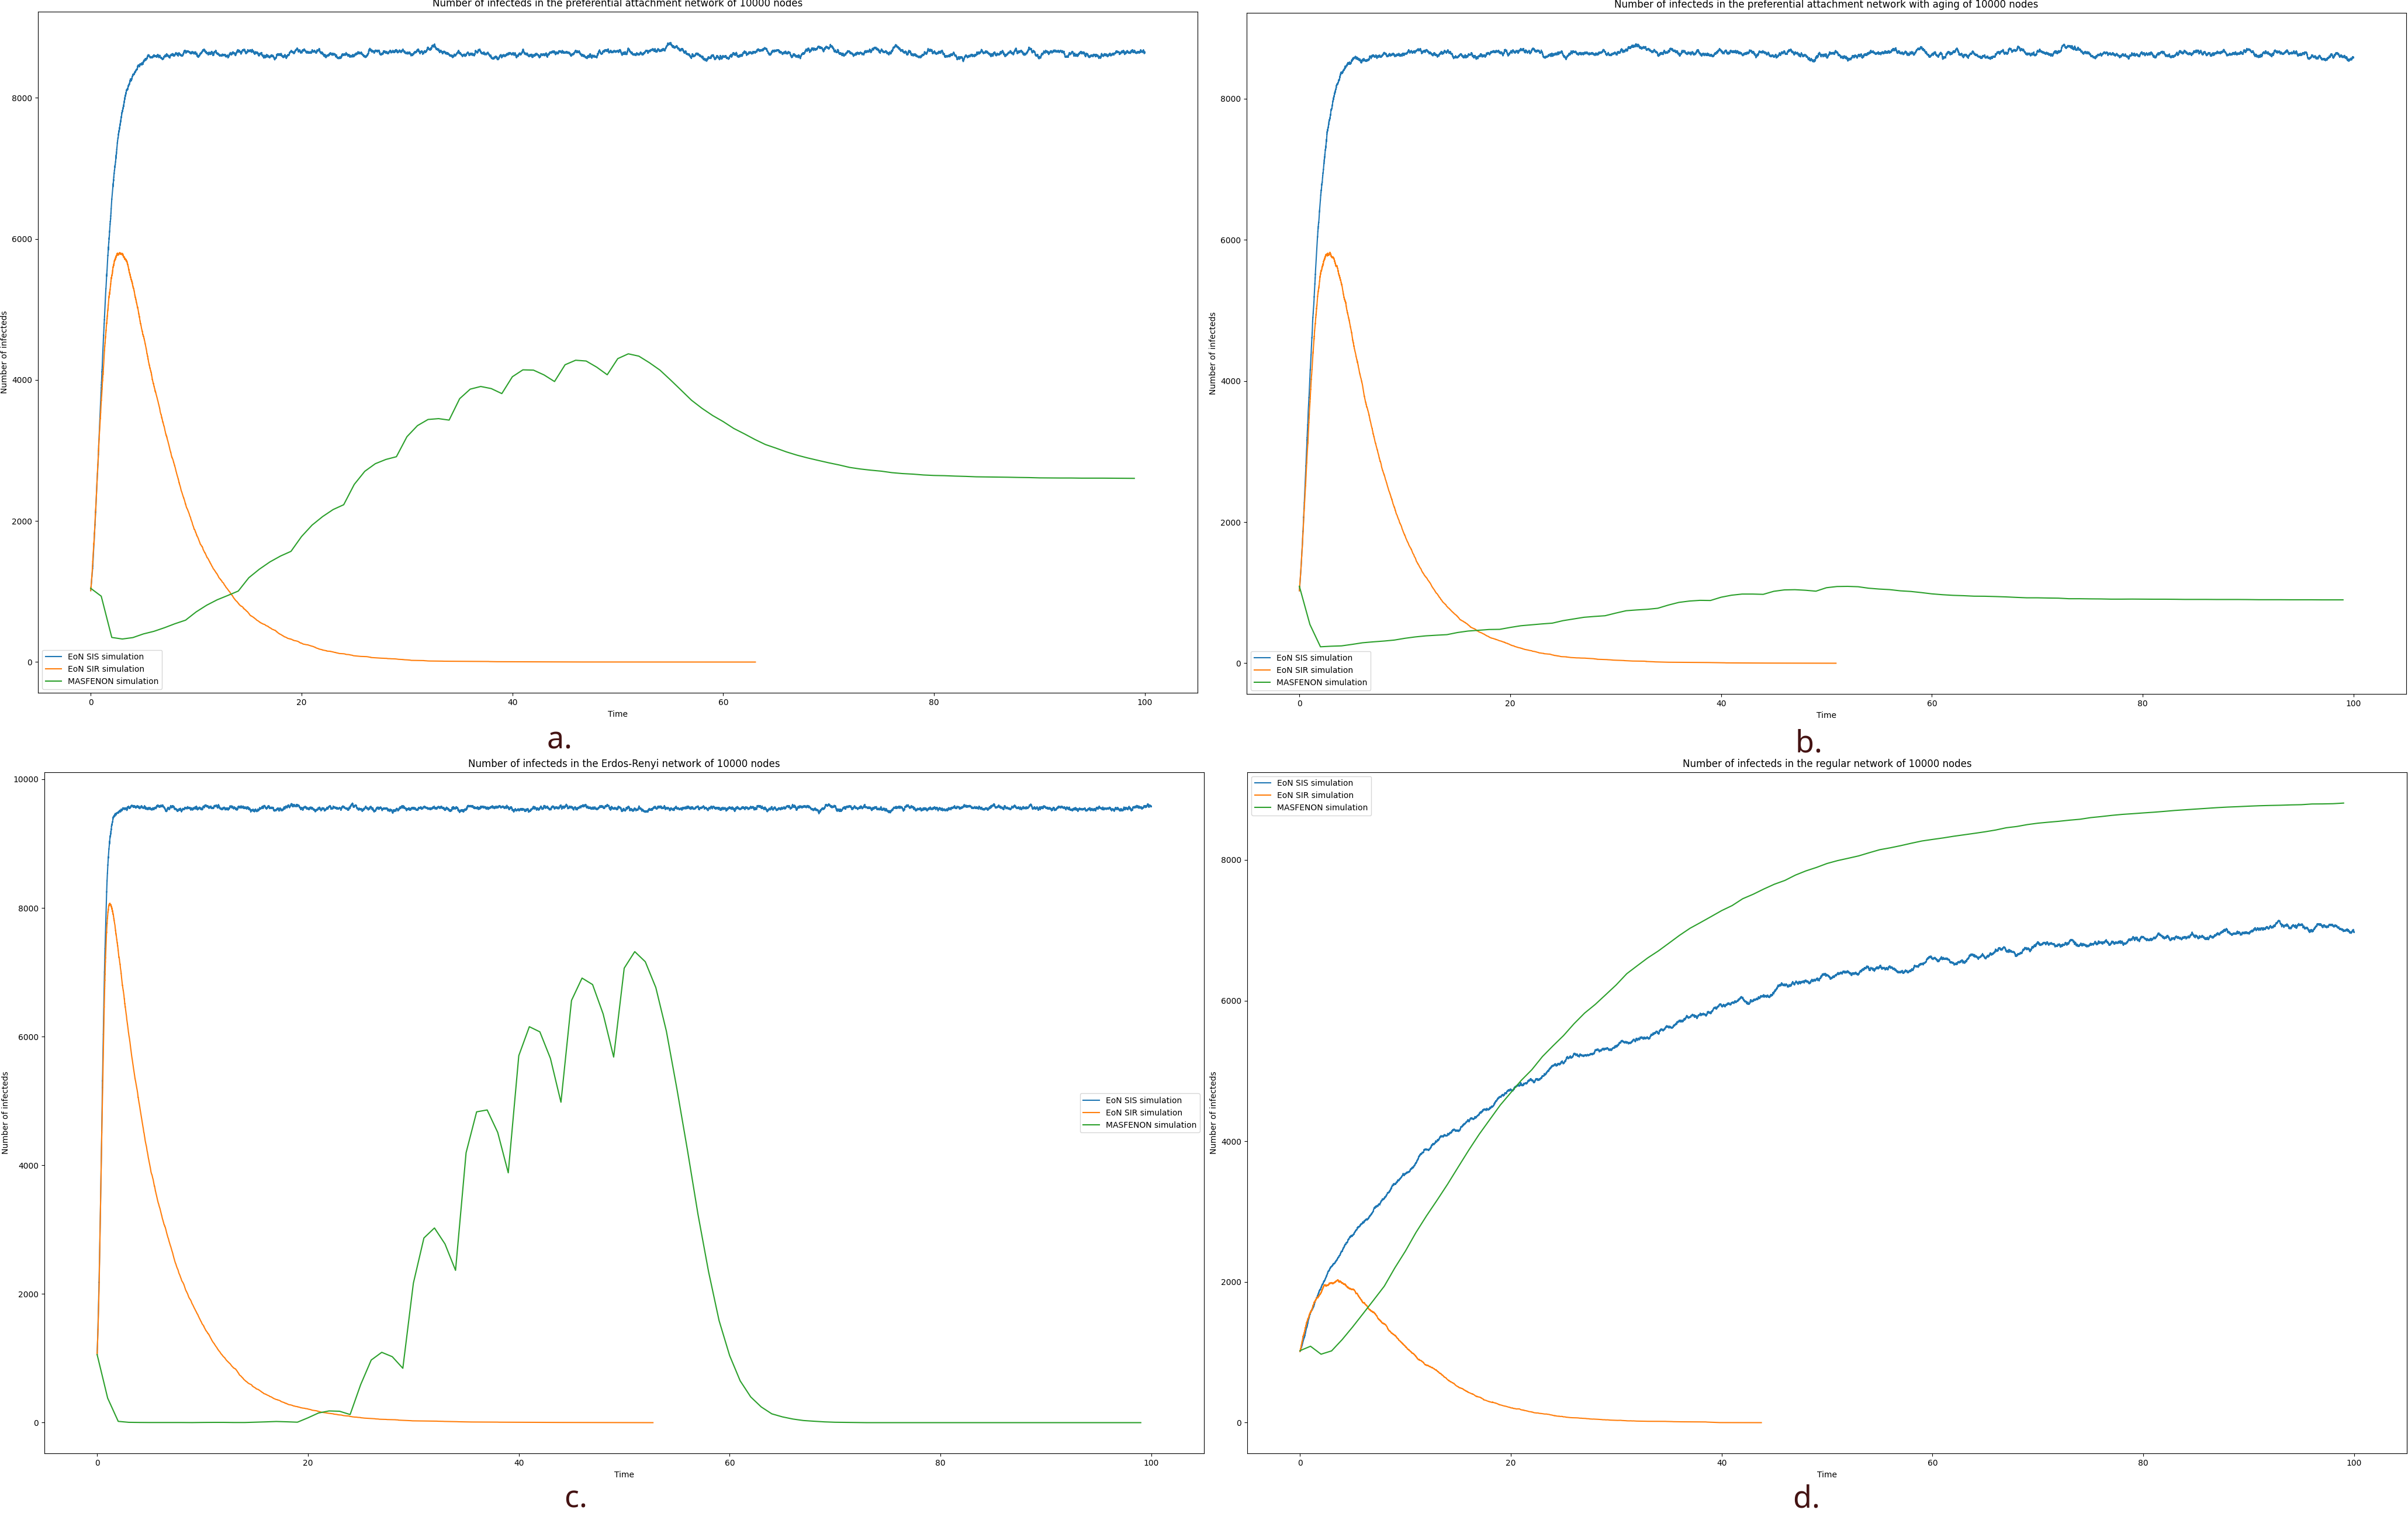 Number of infecteds in the preferential attachment network of 10000 nodes
Number of infecteds
8000
6000
4000
2000
0
EoN SIS simulation
EoN SIR simulation
MASFENON simulation
0 20 40 60 80 100
Time
a.
Number of infecteds in the preferential attachment network with aging of 10000 nodes
Number of infecteds
8000
6000
4000
2000
0
EoN SIS simulation
EoN SIR simulation
MASFENON simulation
0 20 40 60 80 100
Time
b.
Number of infecteds in the Erdos-Renyi network of 10000 nodes
Number of infecteds
10000
8000
6000
4000
2000
0
EoN SIS simulation
EoN SIR simulation
MASFENON simulation
0 20 40 60 80 100
Time
c.
Number of infecteds in the regular network of 10000 nodes
EoN SIS simulation
EoN SIR simulation
MASFENON simulation
Number of infecteds
8000
6000
4000
2000
0
0 20 40 60 80 100
Time
d.